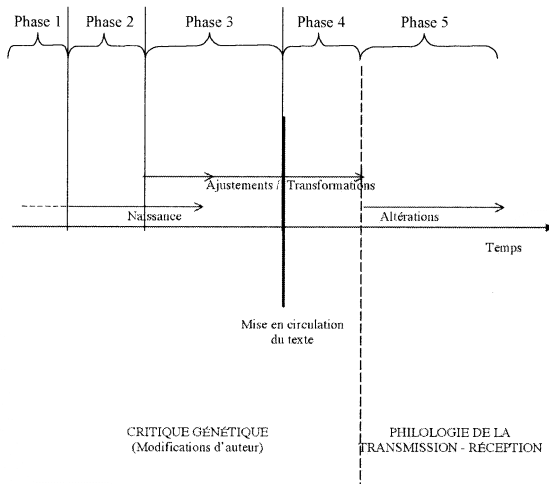 Phase 1 Phase 2 Phase 3 Phase 4 Phase 5
Ajustements / Transformations
Naissance
Altérations
Temps
Mise en circulation
du texte
CRITIQUE GÉNÉTIQUE
(Modifications d'auteur)
PHILOLOGIE DE LA
TRANSMISSION - RÉCEPTION